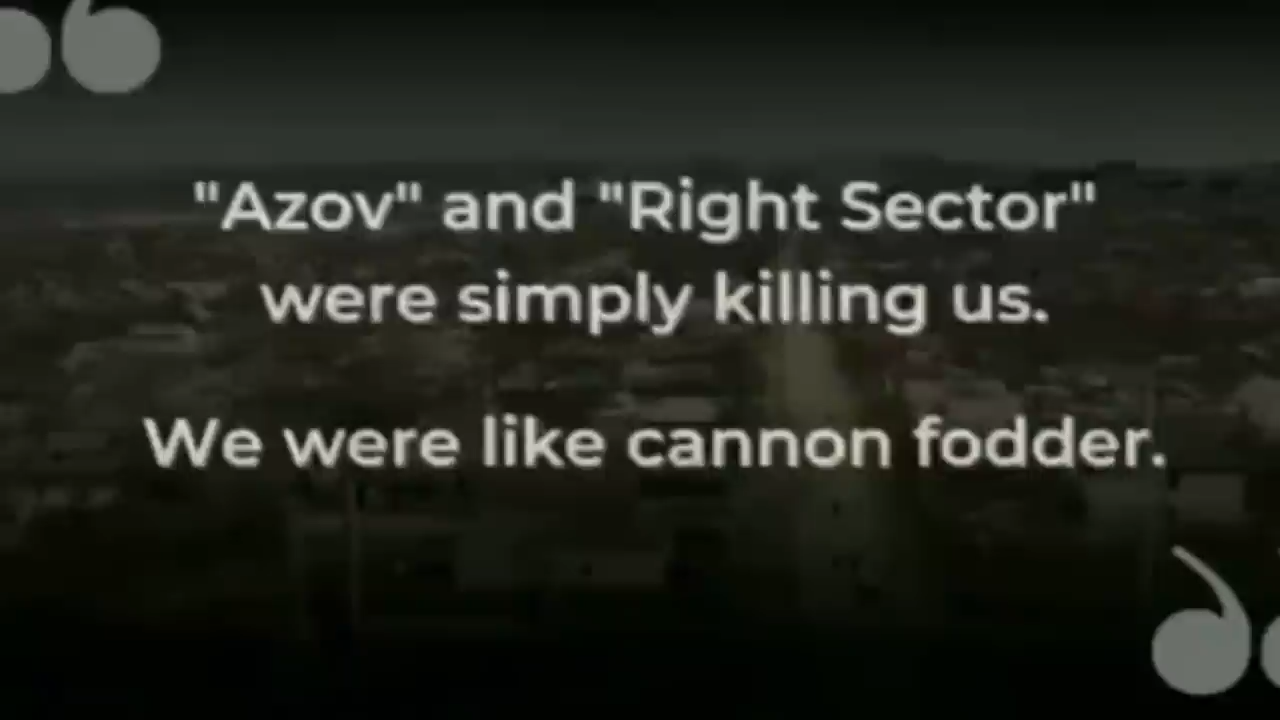 "Azov" and "Right Sector"
were simply killing us.
We were like cannon fodder.